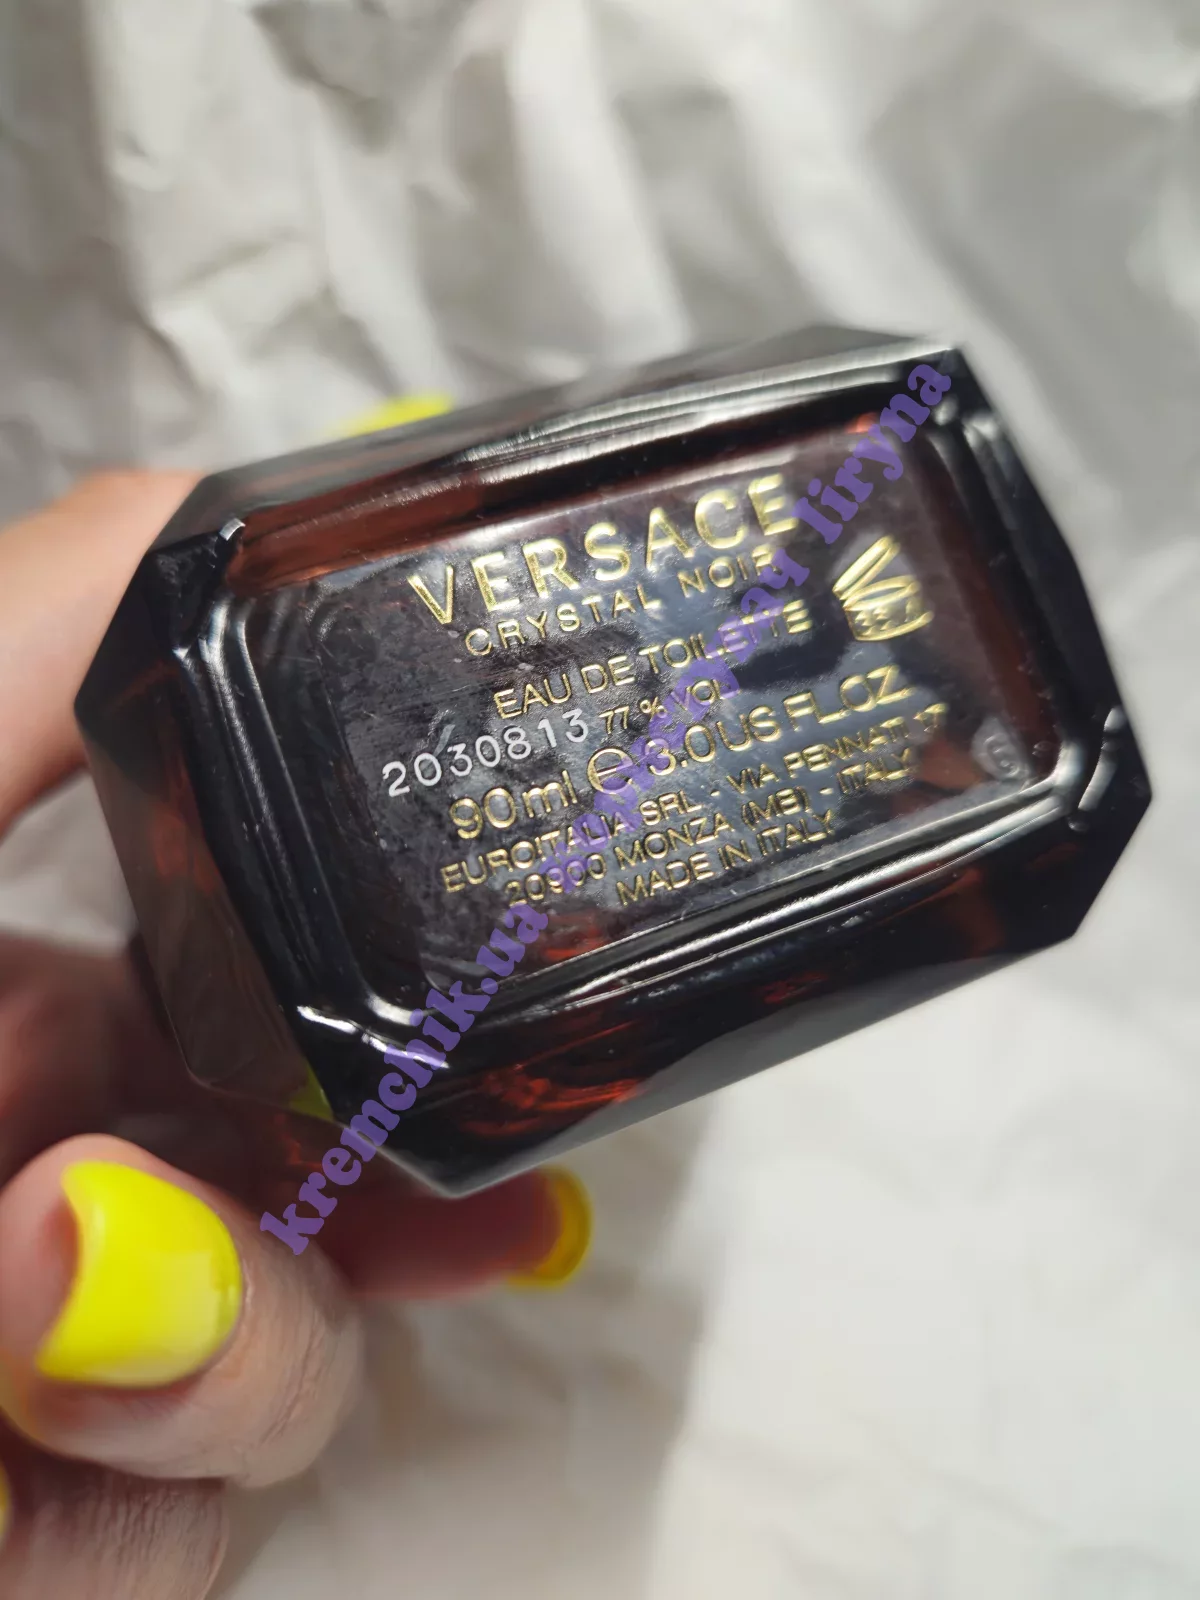 VERSACE
CRYSTAL NOIR
EAU DE TOILETTE
2030813 77 % VOL
90 ml e 3.0 US FL.OZ.
EUROITALIA SRL - VIA PENNATI 17
20900 MONZA (MB) - ITALY
MADE IN ITALY
kremchik.ua liryna